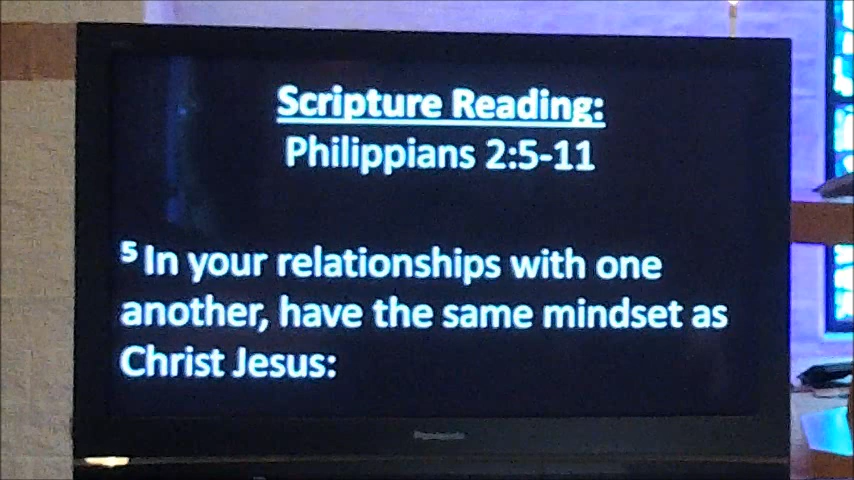 Scripture Reading:
Philippians 2:5-11
5 In your relationships with one
another, have the same mindset as
Christ Jesus:
Panasonic